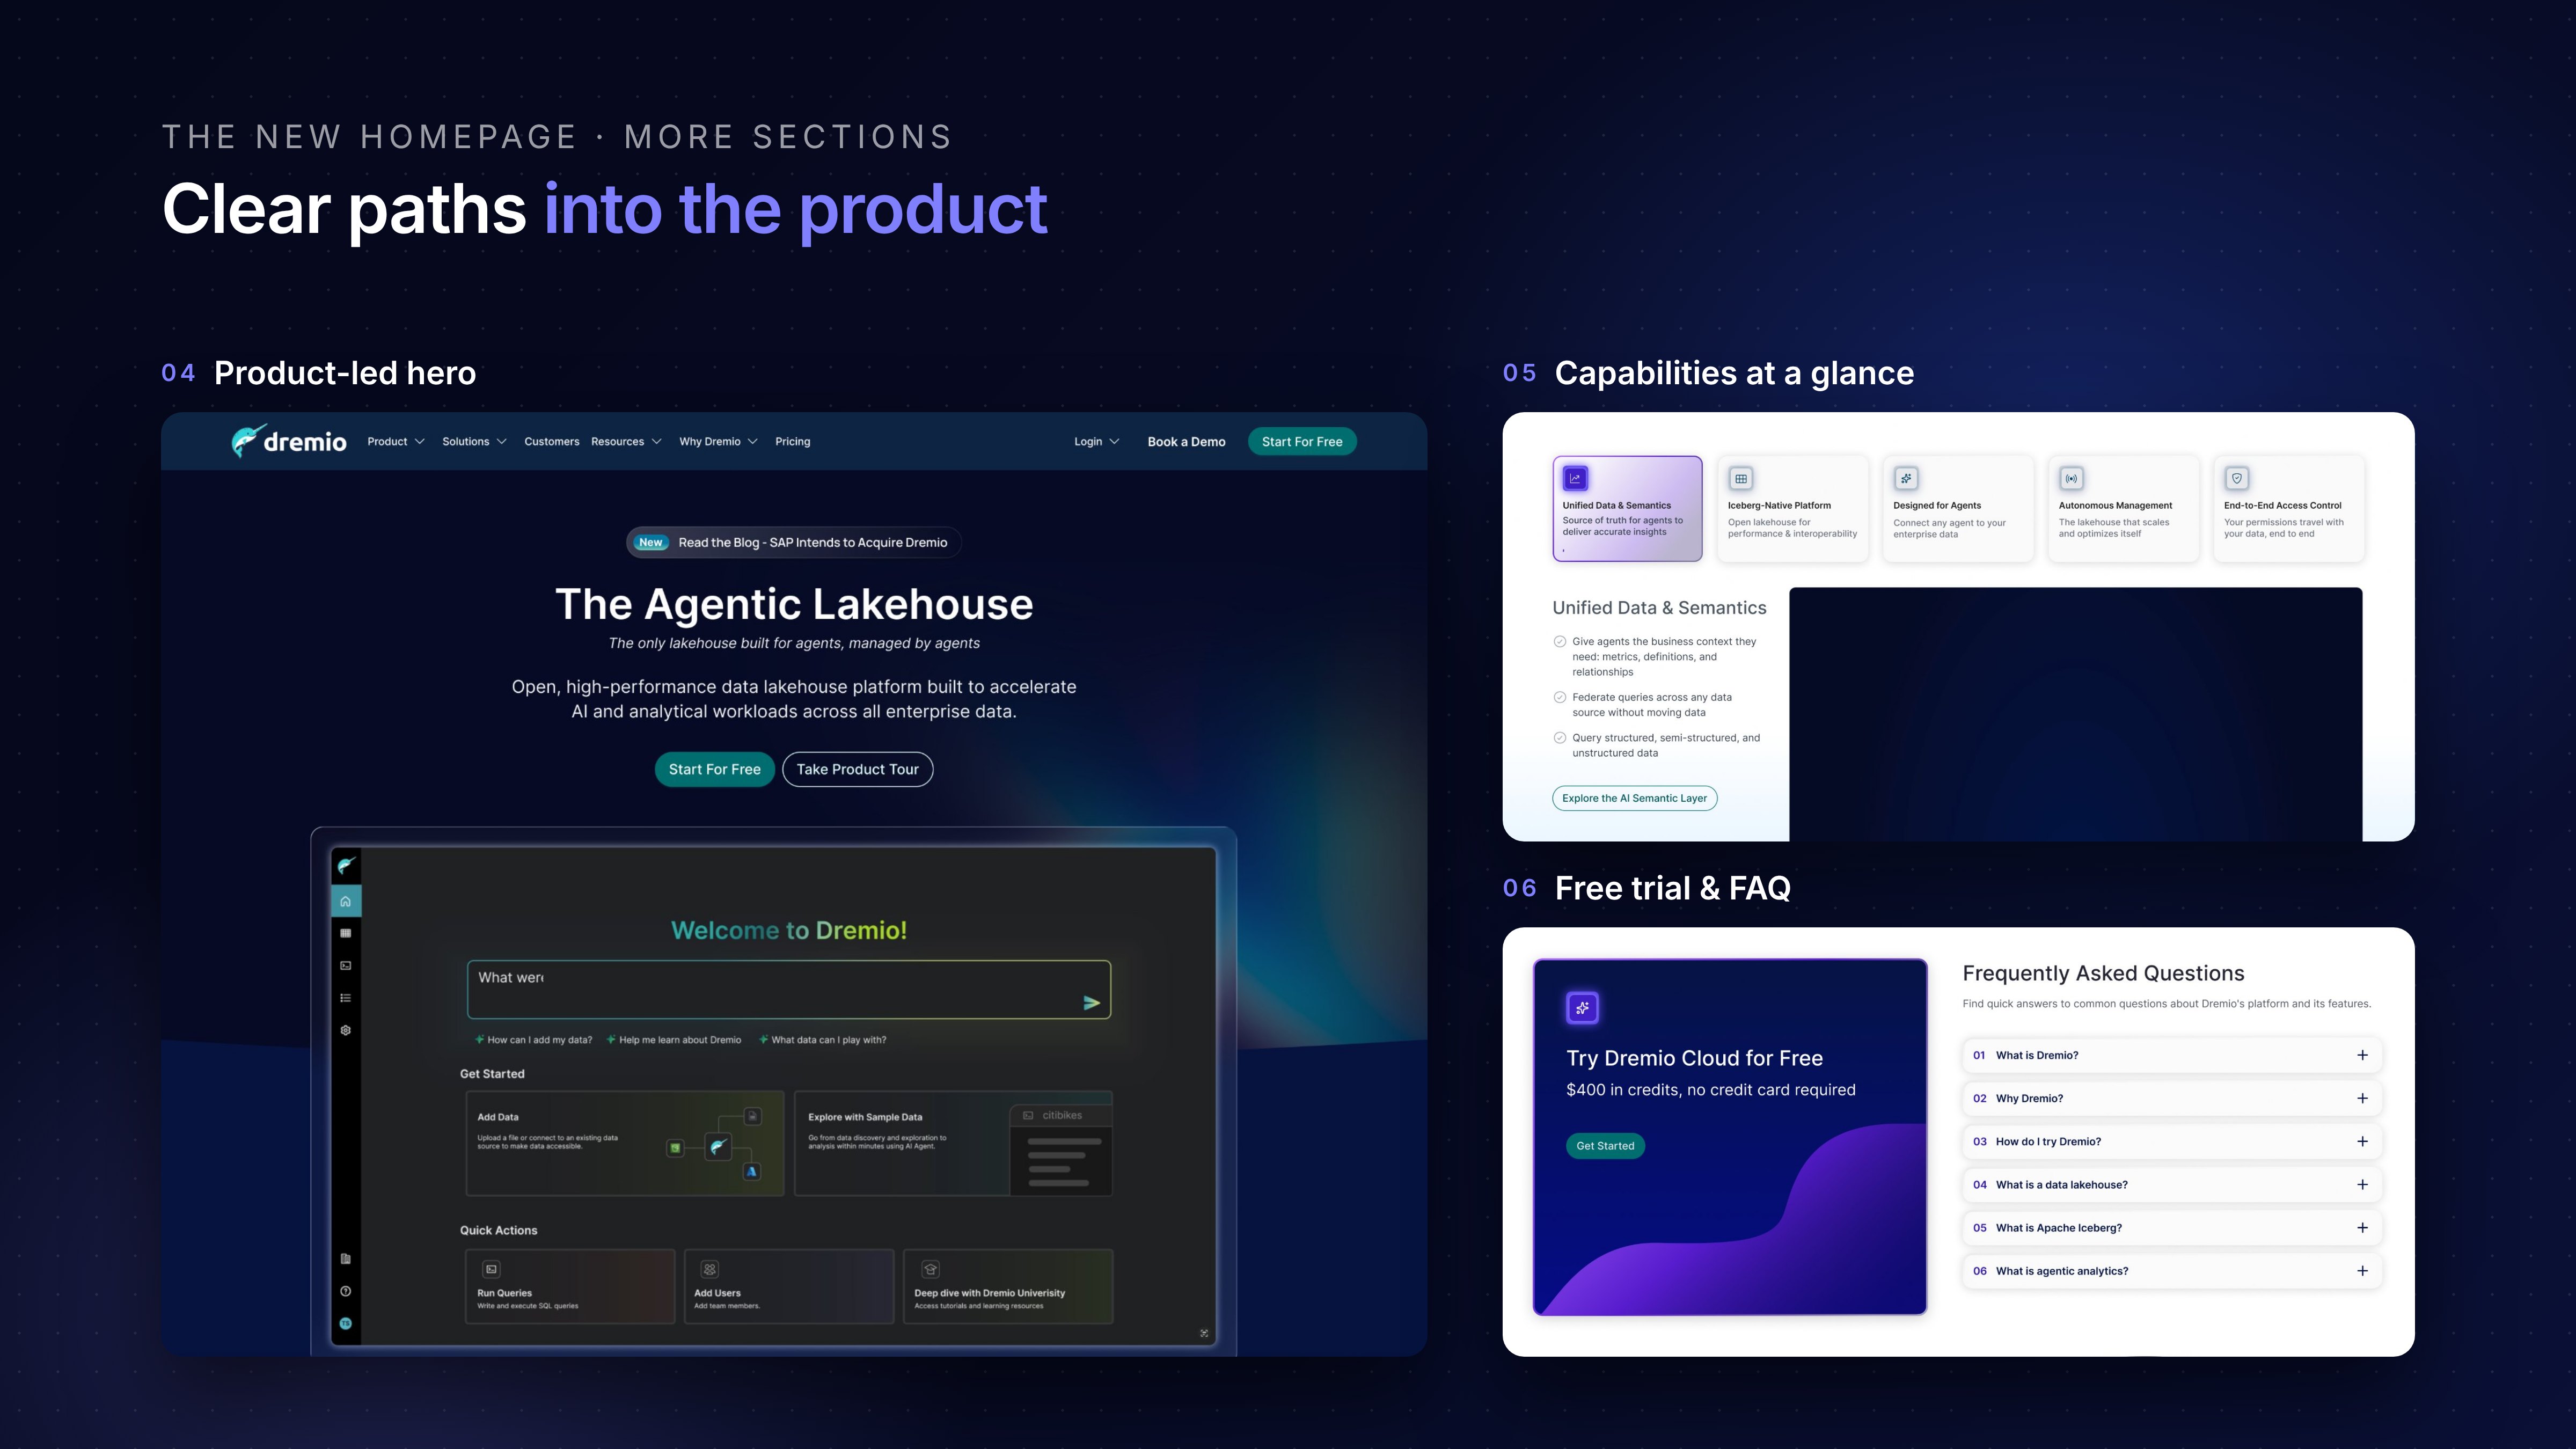 THE NEW HOMEPAGE · MORE SECTIONS
Clear paths into the product
04 Product-led hero
dremio
Product
Solutions
Customers
Resources
Why Dremio
Pricing
Login
Book a Demo
Start For Free
New Read the Blog - SAP Intends to Acquire Dremio
The Agentic Lakehouse
The only lakehouse built for agents, managed by agents
Open, high-performance data lakehouse platform built to accelerate
AI and analytical workloads across all enterprise data.
Start For Free
Take Product Tour
Welcome to Dremio!
What were
How can I add my data?
Help me learn about Dremio
What data can I play with?
Get Started
Add Data
Upload a file or connect to an existing data
source to make data accessible.
Explore with Sample Data
Go from data discovery and exploration to
analysis within minutes using AI Agent.
citibikes
Quick Actions
Run Queries
Write and execute SQL queries
Add Users
Add team members.
Deep dive with Dremio Univerisity
Access tutorials and learning resources
TS
05 Capabilities at a glance
Unified Data & Semantics
Source of truth for agents to
deliver accurate insights
Iceberg-Native Platform
Open lakehouse for
performance & interoperability
Designed for Agents
Connect any agent to your
enterprise data
Autonomous Management
The lakehouse that scales
and optimizes itself
End-to-End Access Control
Your permissions travel with
your data, end to end
Unified Data & Semantics
Give agents the business context they
need: metrics, definitions, and
relationships
Federate queries across any data
source without moving data
Query structured, semi-structured, and
unstructured data
Explore the AI Semantic Layer
06 Free trial & FAQ
Try Dremio Cloud for Free
$400 in credits, no credit card required
Get Started
Frequently Asked Questions
Find quick answers to common questions about Dremio's platform and its features.
01 What is Dremio?
02 Why Dremio?
03 How do I try Dremio?
04 What is a data lakehouse?
05 What is Apache Iceberg?
06 What is agentic analytics?